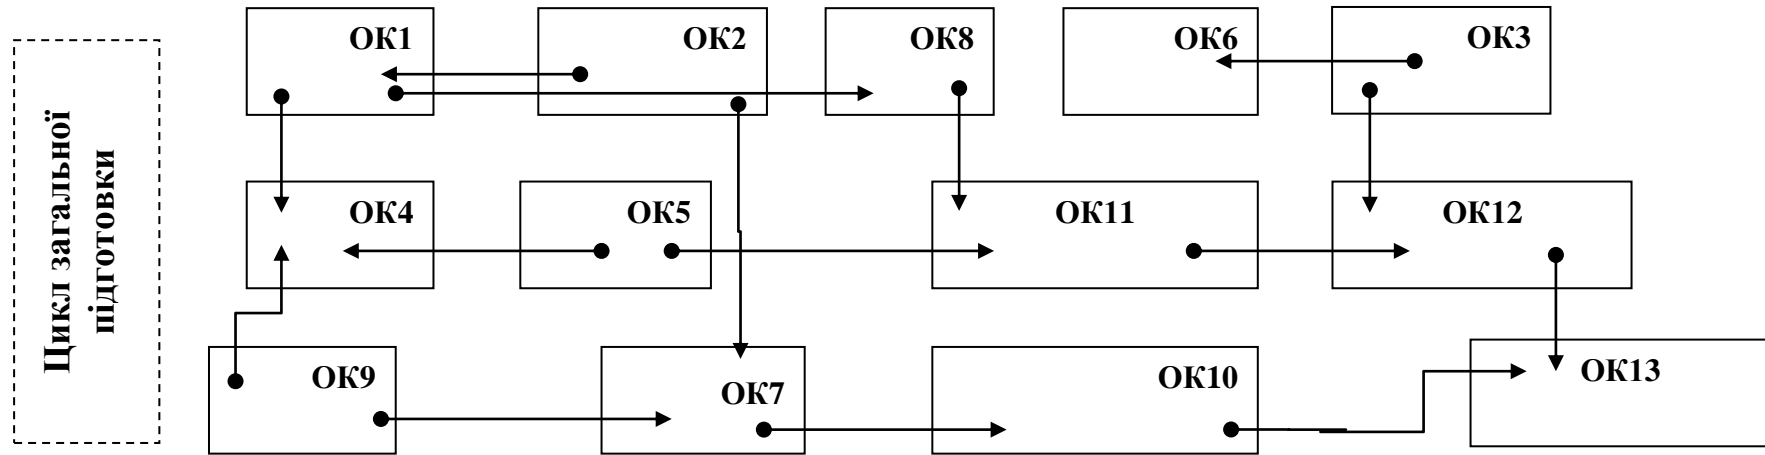 Цикл загальної
підготовки
ОК1
ОК2
ОК8
ОК6
ОК3
ОК4
ОК5
ОК11
ОК12
ОК9
ОК7
ОК10
ОК13